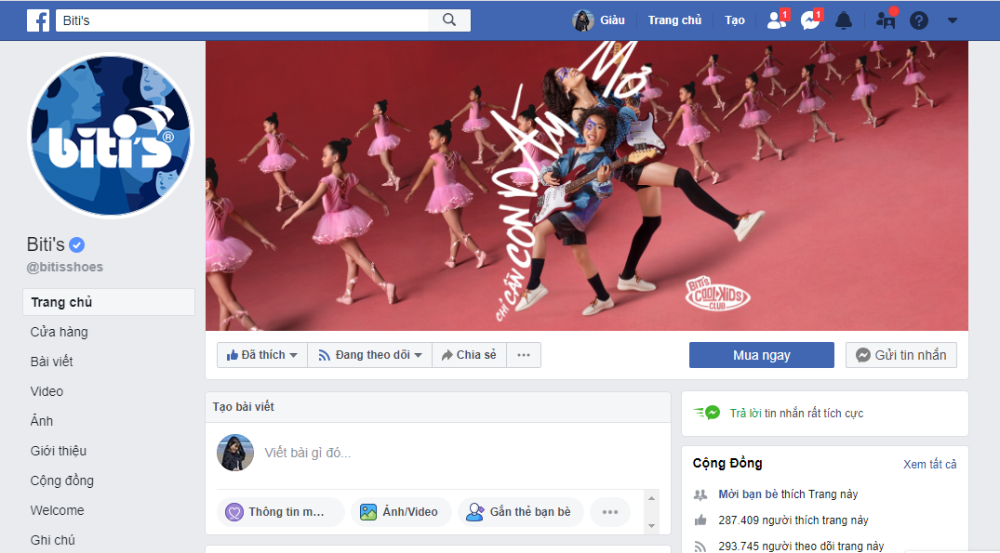 Biti's
Giàu Trang chủ Tạo 1 1
biti's®
CHỈ CẦN CON DÁM MƠ
BITI'S
COOL KIDS
CLUB
Biti's
@bitisshoes
Trang chủ
Cửa hàng
Bài viết
Video
Ảnh
Giới thiệu
Cộng đồng
Welcome
Ghi chú
Đã thích Đang theo dõi Chia sẻ ...
Mua ngay Gửi tin nhắn
Tạo bài viết
Viết bài gì đó...
Thông tin m... Ảnh/Video Gắn thẻ bạn bè ...
Trả lời tin nhắn rất tích cực
Cộng Đồng Xem tất cả
Mời bạn bè thích Trang này
287.409 người thích trang này
293.745 người theo dõi trang này